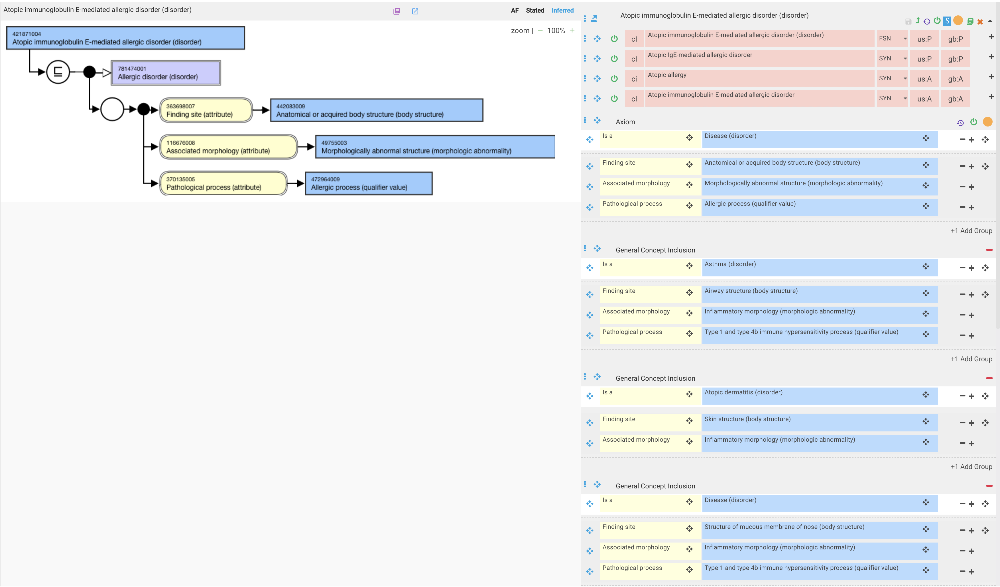 Atopic immunoglobulin E-mediated allergic disorder (disorder)
AF Stated Inferred
zoom | − 100% +
421871004
Atopic immunoglobulin E-mediated allergic disorder (disorder)
⊑
781474001
Allergic disorder (disorder)
363698007
Finding site (attribute)
442083009
Anatomical or acquired body structure (body structure)
116676008
Associated morphology (attribute)
49755003
Morphologically abnormal structure (morphologic abnormality)
370135005
Pathological process (attribute)
472964009
Allergic process (qualifier value)
Atopic immunoglobulin E-mediated allergic disorder (disorder)
S
cI Atopic immunoglobulin E-mediated allergic disorder (disorder) FSN us:P gb:P
cI Atopic IgE-mediated allergic disorder SYN us:P gb:P
ci Atopic allergy SYN us:A gb:A
cI Atopic immunoglobulin E-mediated allergic disorder SYN us:A gb:A
Axiom
Is a Disease (disorder)
Finding site Anatomical or acquired body structure (body structure)
Associated morphology Morphologically abnormal structure (morphologic abnormality)
Pathological process Allergic process (qualifier value)
+1 Add Group
General Concept Inclusion
Is a Asthma (disorder)
Finding site Airway structure (body structure)
Associated morphology Inflammatory morphology (morphologic abnormality)
Pathological process Type 1 and type 4b immune hypersensitivity process (qualifier value)
+1 Add Group
General Concept Inclusion
Is a Atopic dermatitis (disorder)
Finding site Skin structure (body structure)
Associated morphology Inflammatory morphology (morphologic abnormality)
+1 Add Group
General Concept Inclusion
Is a Disease (disorder)
Finding site Structure of mucous membrane of nose (body structure)
Associated morphology Inflammatory morphology (morphologic abnormality)
Pathological process Type 1 and type 4b immune hypersensitivity process (qualifier value)